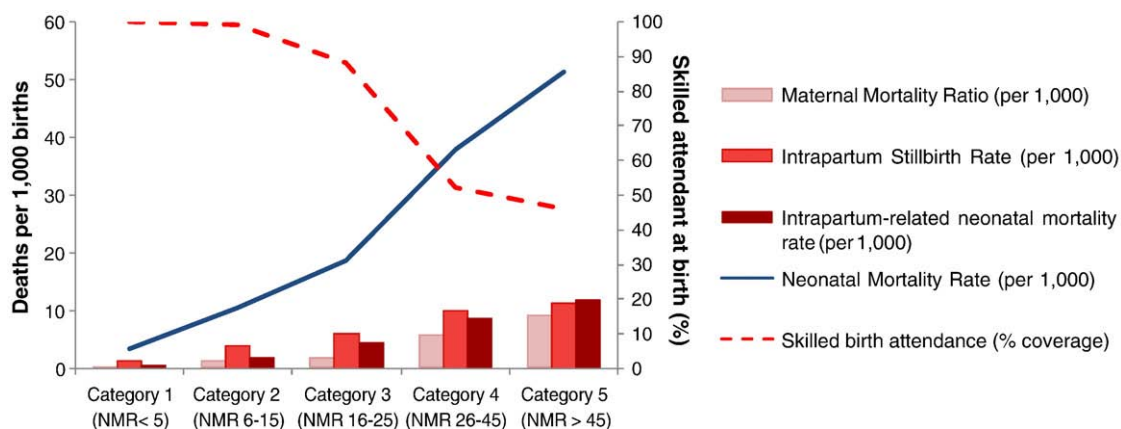 60
50
40
30
20
10
0
Deaths per 1,000 births
100
90
80
70
60
50
40
30
20
10
0
Skilled attendant at birth (%)
Category 1
(NMR< 5)
Category 2
(NMR 6-15)
Category 3
(NMR 16-25)
Category 4
(NMR 26-45)
Category 5
(NMR > 45)
Maternal Mortality Ratio (per 1,000)
Intrapartum Stillbirth Rate (per 1,000)
Intrapartum-related neonatal mortality
rate (per 1,000)
Neonatal Mortality Rate (per 1,000)
Skilled birth attendance (% coverage)